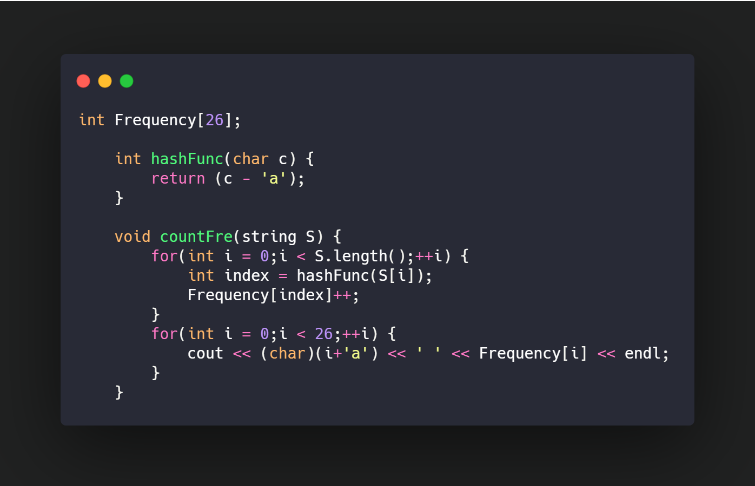 int Frequency[26];
int hashFunc(char c) {
return (c - 'a');
}
void countFre(string S) {
for(int i = 0;i < S.length();++i) {
int index = hashFunc(S[i]);
Frequency[index]++;
}
for(int i = 0;i < 26;++i) {
cout << (char)(i+'a') << ' ' << Frequency[i] << endl;
}
}